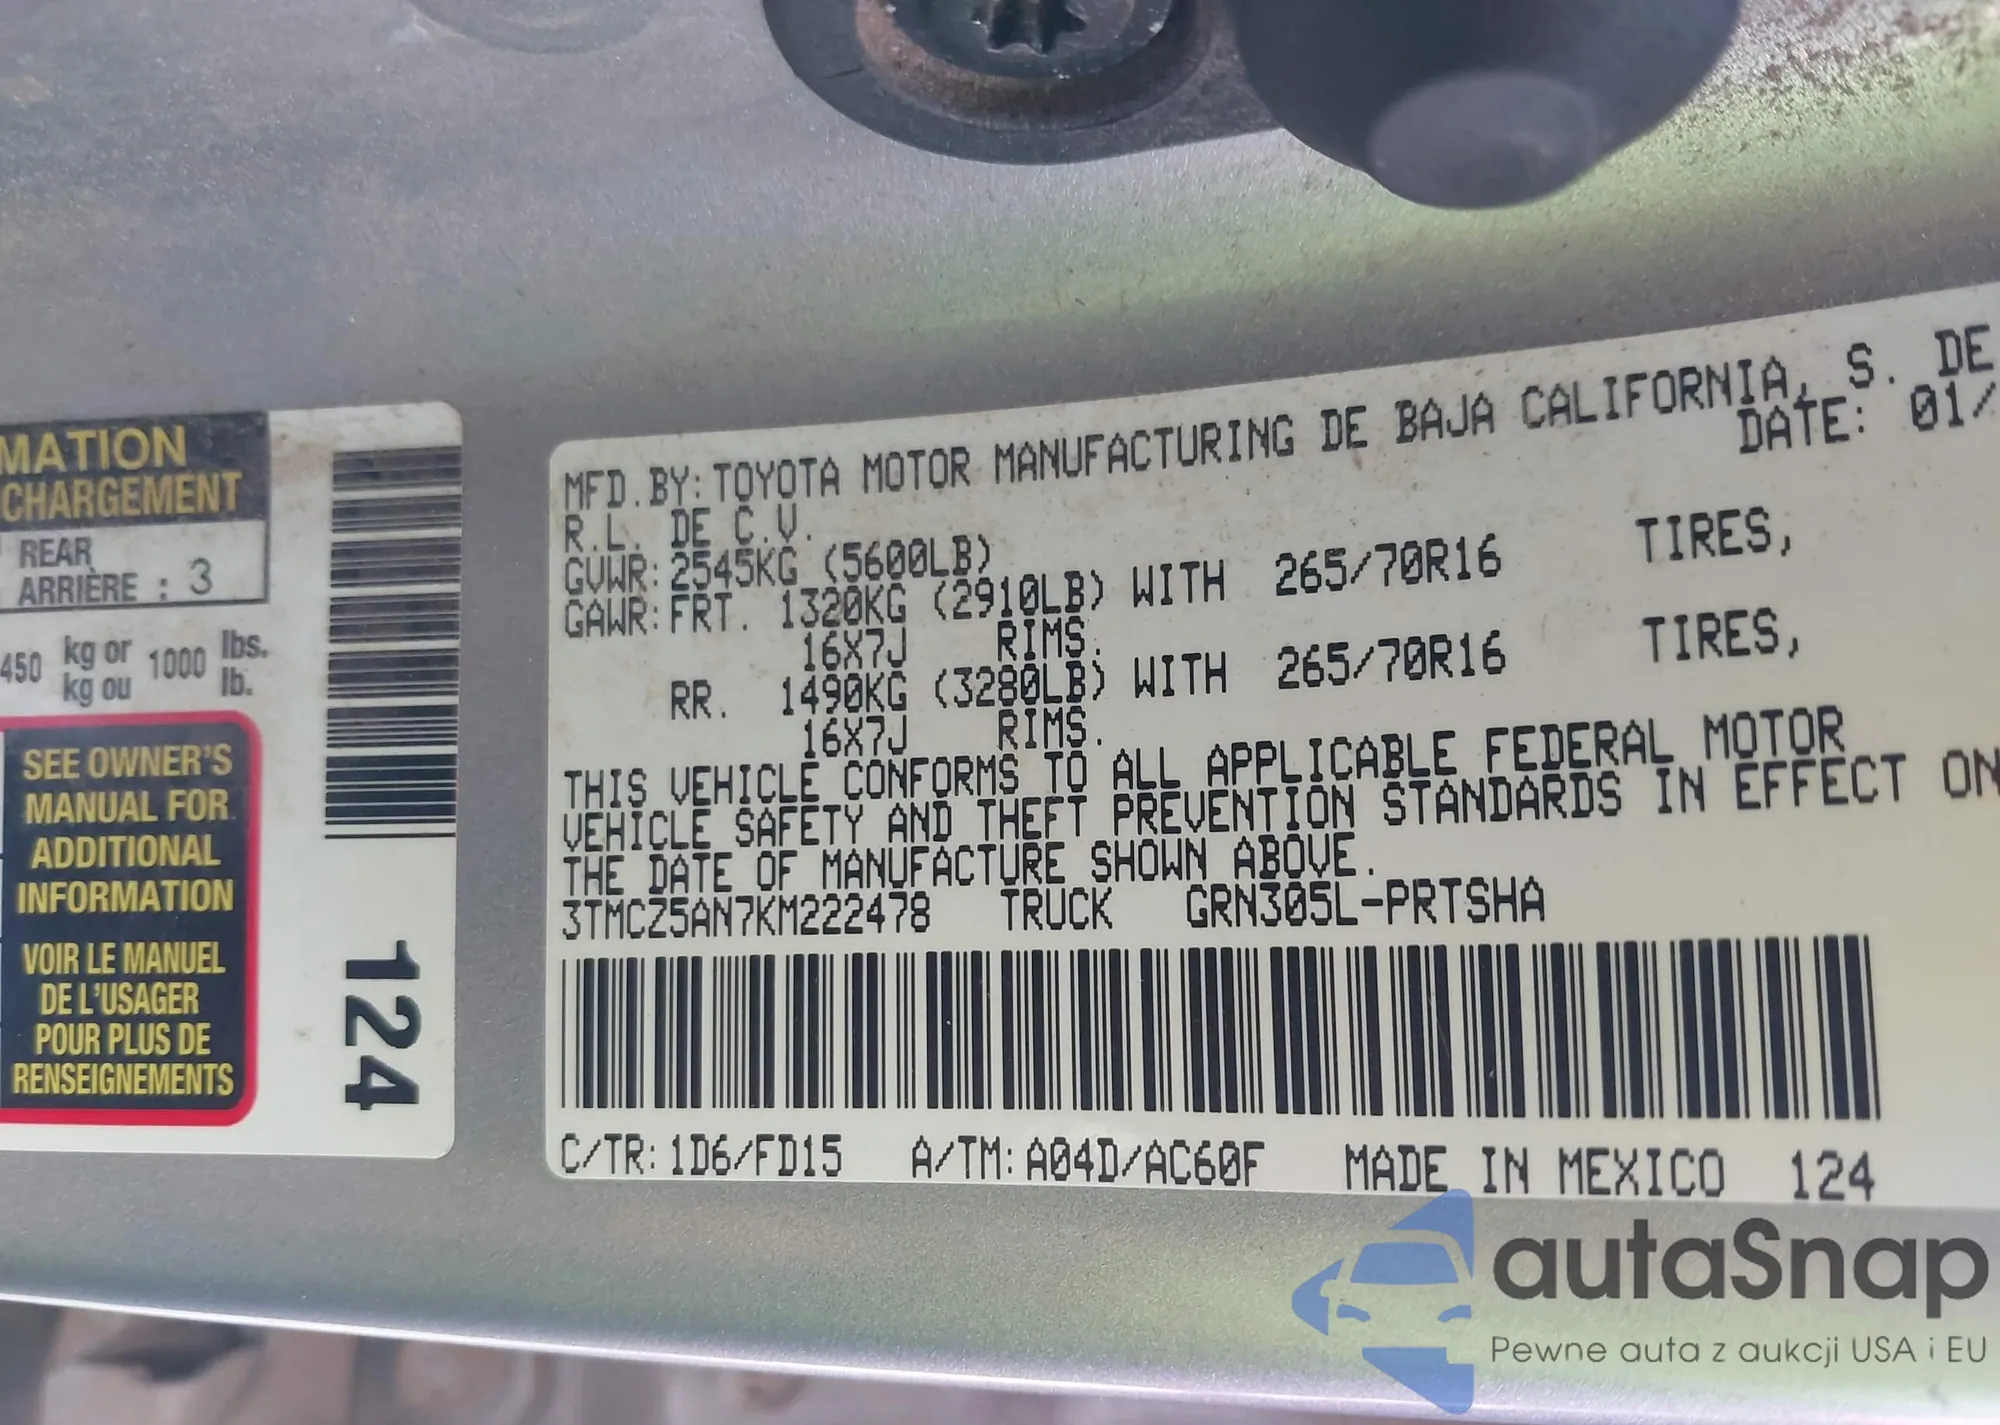 MATION
CHARGEMENT
REAR
ARRIÈRE : 3
450 kg or 1000 lbs.
kg ou lb.
SEE OWNER'S
MANUAL FOR
ADDITIONAL
INFORMATION
VOIR LE MANUEL
DE L'USAGER
POUR PLUS DE
RENSEIGNEMENTS
124
MFD.BY: TOYOTA MOTOR MANUFACTURING DE BAJA CALIFORNIA, S. DE
R.L. DE C.V. DATE: 01/
GVWR: 2545KG (5600LB)
GAWR: FRT. 1320KG (2910LB) WITH 265/70R16 TIRES,
16X7J RIMS.
RR. 1490KG (3280LB) WITH 265/70R16 TIRES,
16X7J RIMS.
THIS VEHICLE CONFORMS TO ALL APPLICABLE FEDERAL MOTOR
VEHICLE SAFETY AND THEFT PREVENTION STANDARDS IN EFFECT ON
THE DATE OF MANUFACTURE SHOWN ABOVE.
3TMCZ5AN7KM222478 TRUCK GRN305L-PRTSHA
C/TR: 1D6/FD15 A/TM: A04D/AC60F MADE IN MEXICO 124
autaSnap
Pewne auta z aukcji USA i EU